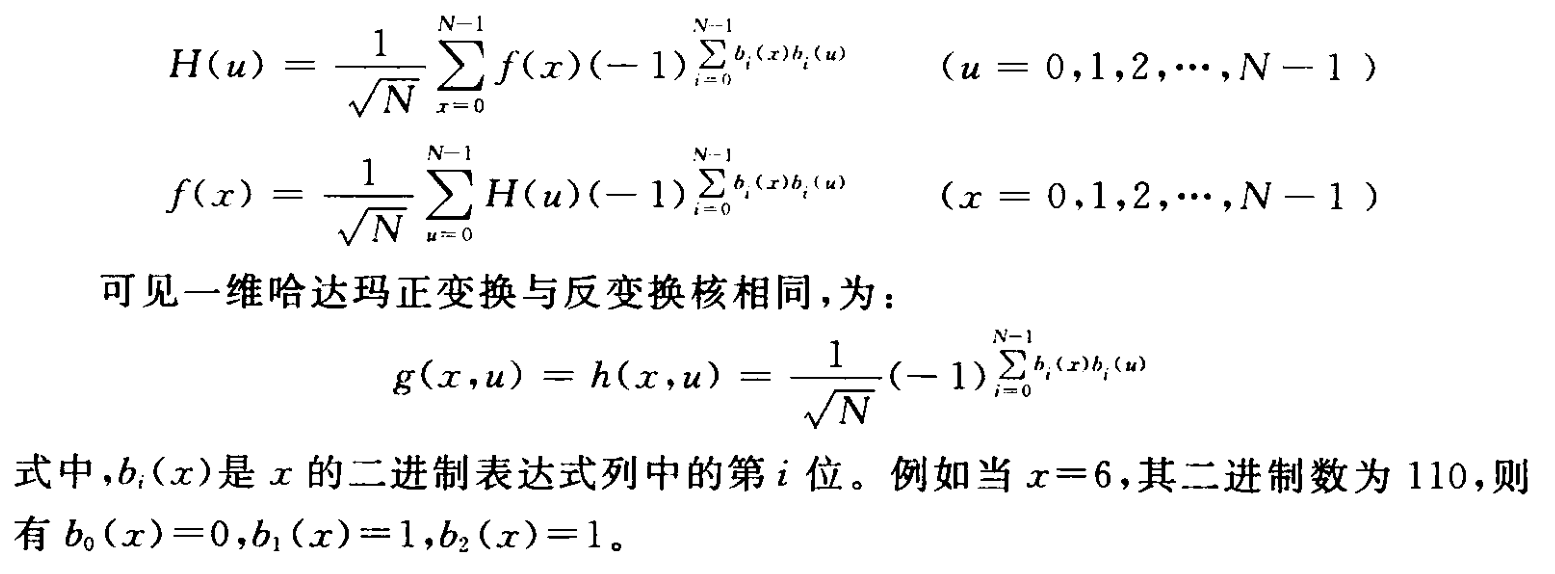 H(u) = \frac{1}{\sqrt{N}} \sum_{x=0}^{N-1} f(x)(-1)^{\sum_{i=0}^{N-1} b_i(x)b_i(u)} (u = 0,1,2,⋯,N-1)
f(x) = \frac{1}{\sqrt{N}} \sum_{u=0}^{N-1} H(u)(-1)^{\sum_{i=0}^{N-1} b_i(x)b_i(u)} (x = 0,1,2,⋯,N-1)
可见一维哈达玛正变换与反变换核相同,为：
g(x,u) = h(x,u) = \frac{1}{\sqrt{N}} (-1)^{\sum_{i=0}^{N-1} b_i(x)b_i(u)}
式中,b_i(x)是 x 的二进制表达式列中的第 i 位。例如当 x=6,其二进制数为 110,则
有 b_0(x)=0,b_1(x)=1,b_2(x)=1。